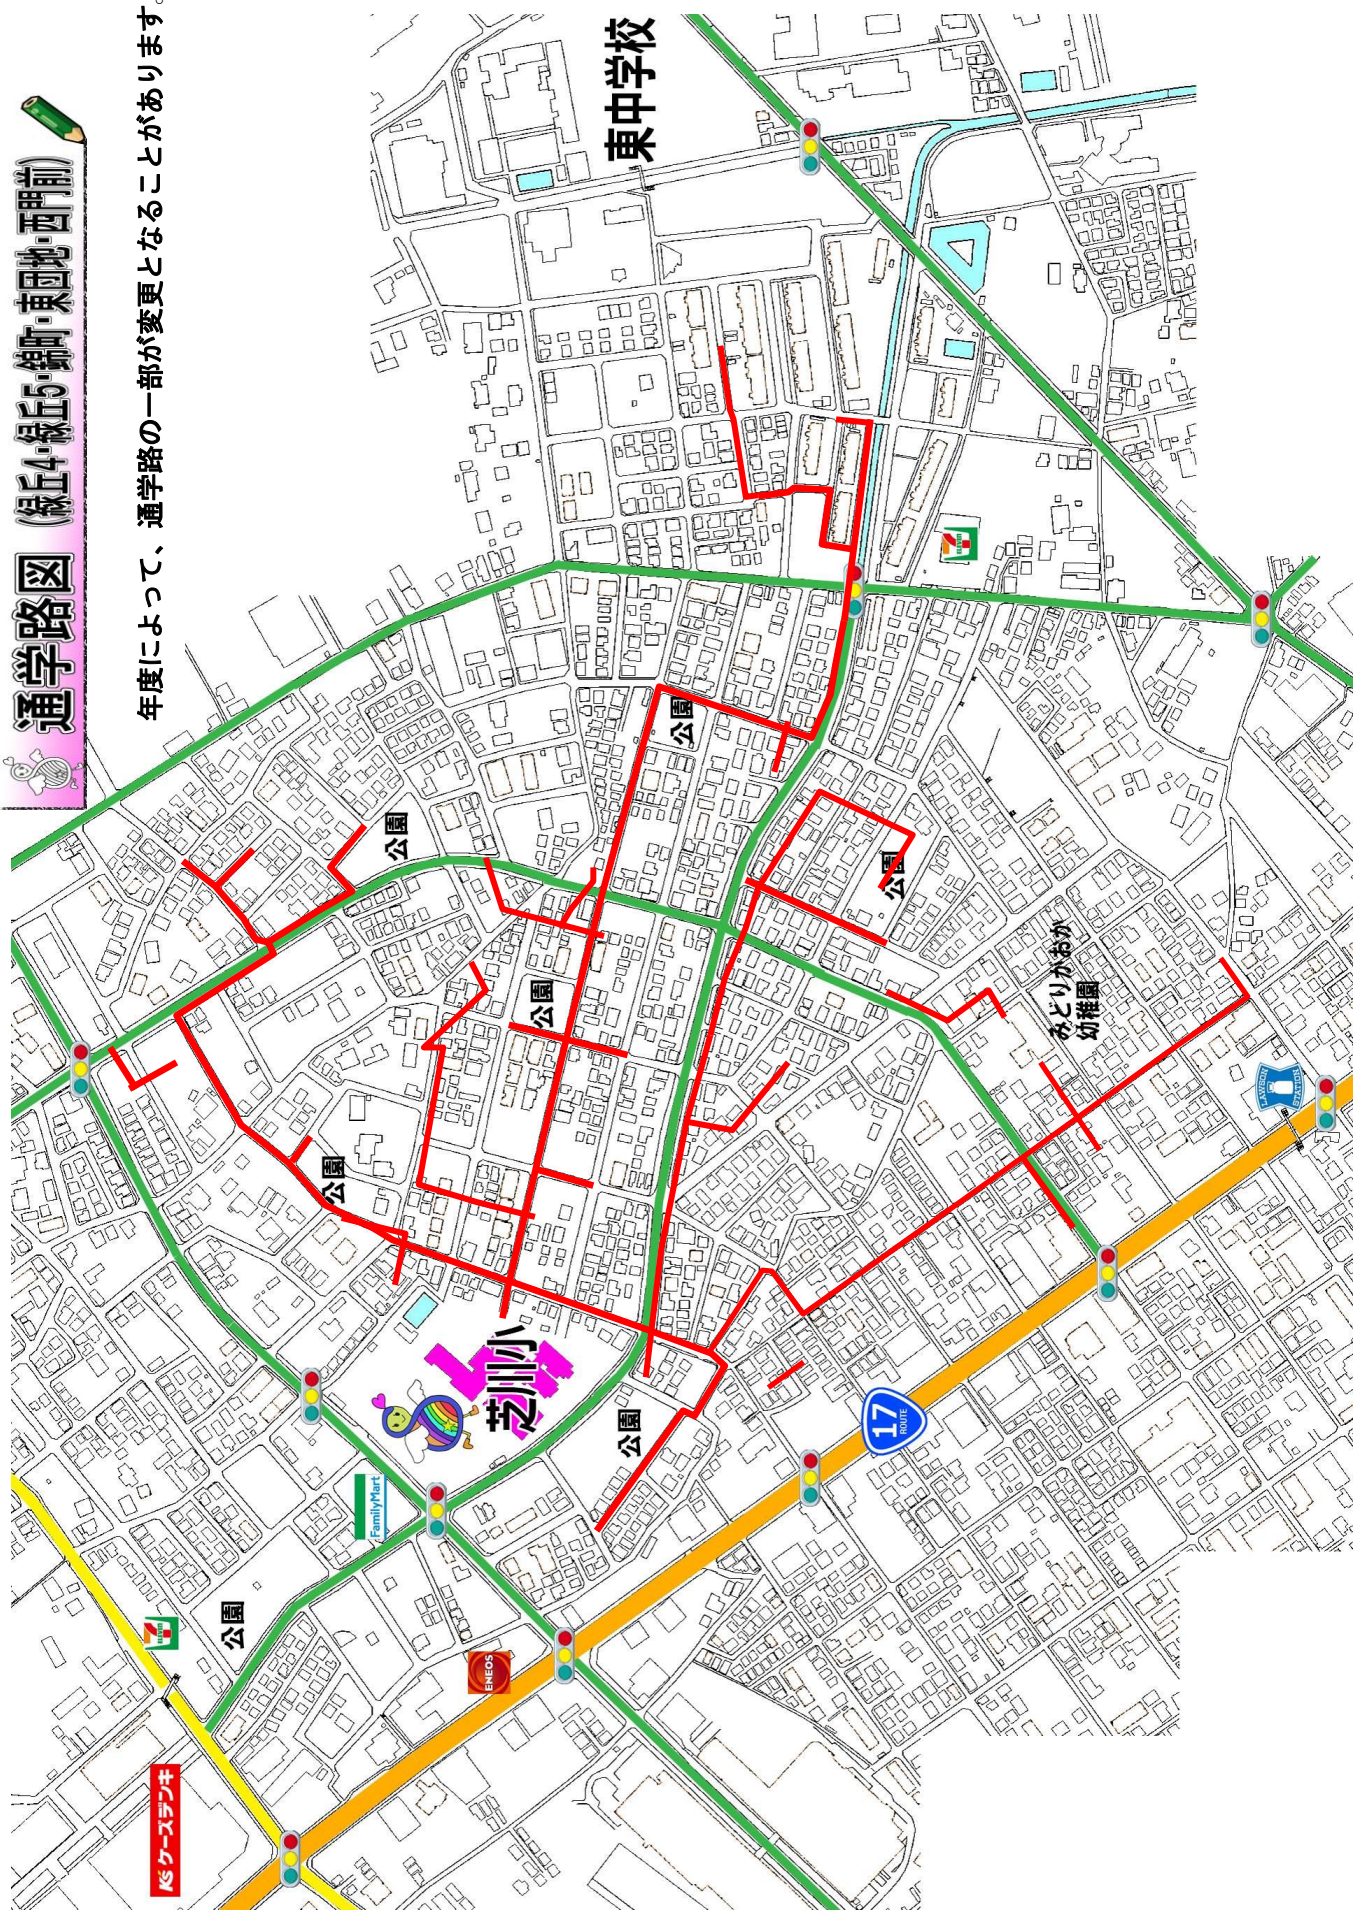 通学路図 (緑丘4・緑丘5・錦町・東団地・西門前)
年度によって、通学路の一部が変更となることがあります。
東中学校
公園
公園
公園
公園
公園
公園
公園
公園
みどりがおか
幼稚園
芝川小
FamilyMart
ELEVEN
ELEVEN
LAWSON
STATION
17
ROUTE
ENEOS
K'S ケーズデンキ